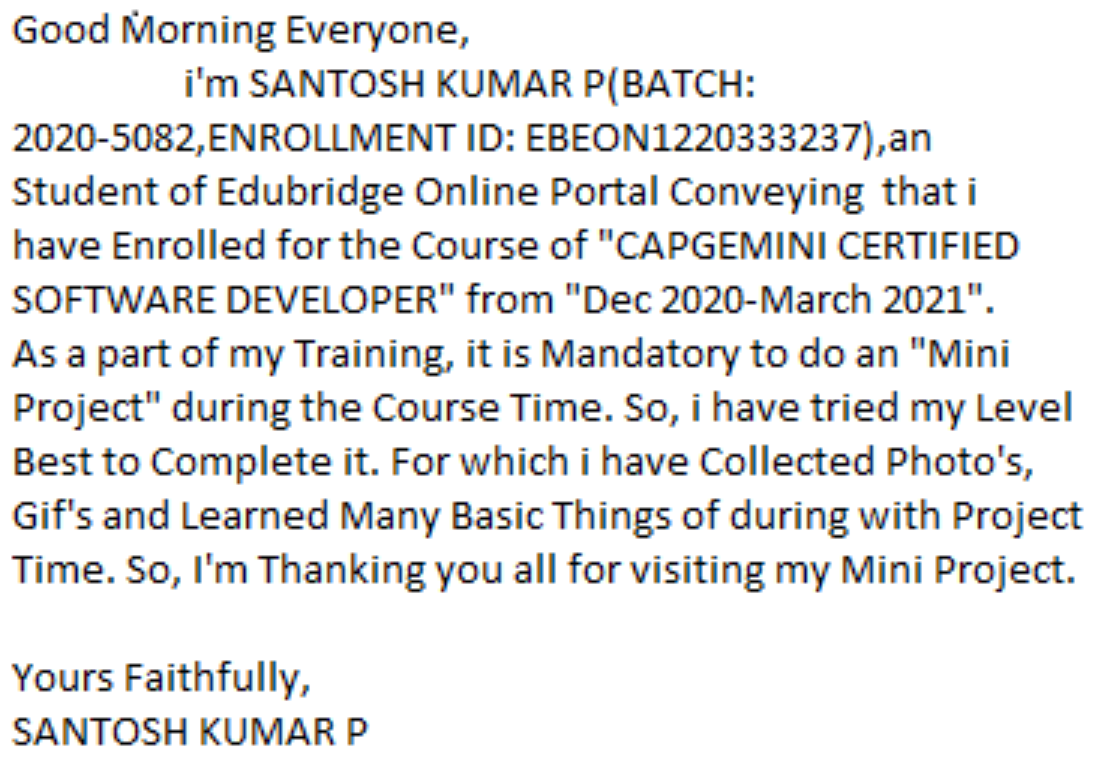 Good Morning Everyone,
i'm SANTOSH KUMAR P(BATCH:
2020-5082,ENROLLMENT ID: EBEON1220333237),an
Student of Edubridge Online Portal Conveying  that i
have Enrolled for the Course of "CAPGEMINI CERTIFIED
SOFTWARE DEVELOPER" from "Dec 2020-March 2021".
As a part of my Training, it is Mandatory to do an "Mini
Project" during the Course Time. So, i have tried my Level
Best to Complete it. For which i have Collected Photo's,
Gif's and Learned Many Basic Things of during with Project
Time. So, I'm Thanking you all for visiting my Mini Project.
Yours Faithfully,
SANTOSH KUMAR P